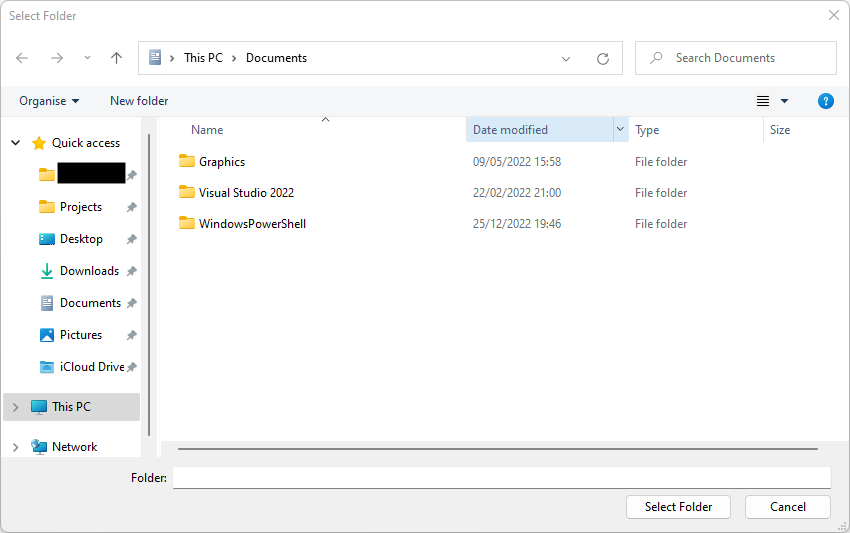 Select Folder
This PC > Documents
Search Documents
Organise
New folder
Name
Date modified
Type
Size
Quick access
Projects
Desktop
Downloads
Documents
Pictures
iCloud Drive
This PC
Network
Graphics 09/05/2022 15:58 File folder
Visual Studio 2022 22/02/2022 21:00 File folder
WindowsPowerShell 25/12/2022 19:46 File folder
Folder:
Select Folder
Cancel